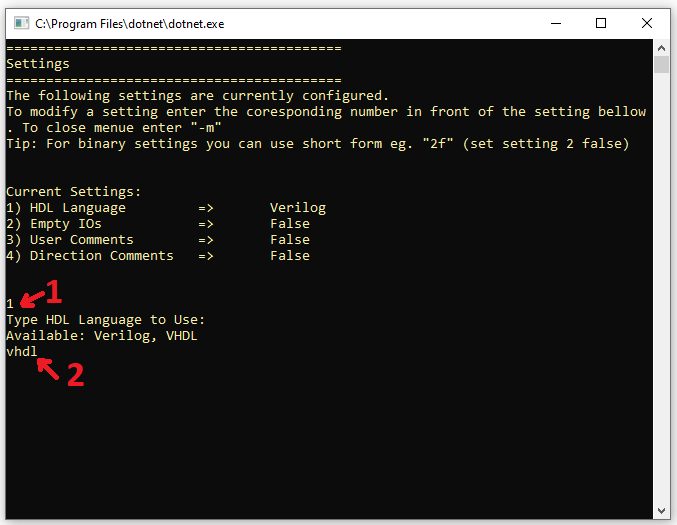 C:\Program Files\dotnet\dotnet.exe
==========================================
Settings
==========================================
The following settings are currently configured.
To modify a setting enter the coresponding number in front of the setting bellow
. To close menue enter "-m"
Tip: For binary settings you can use short form eg. "2f" (set setting 2 false)
Current Settings:
1) HDL Language => Verilog
2) Empty IOs => False
3) User Comments => False
4) Direction Comments => False
1
1
Type HDL Language to Use:
Available: Verilog, VHDL
vhdl
2